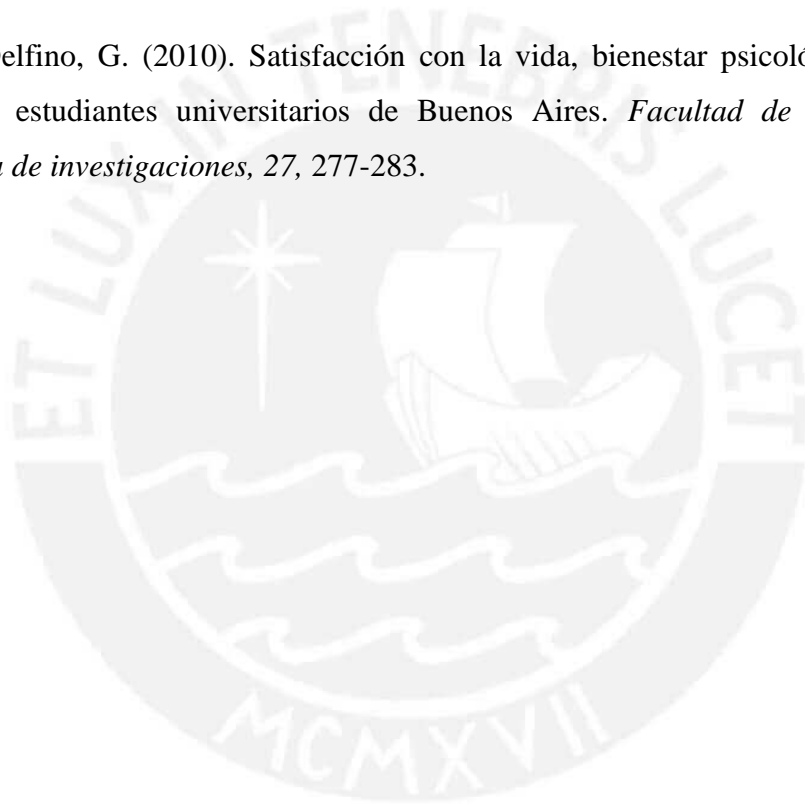 elfino, G. (2010). Satisfacción con la vida, bienestar psicoló
estudiantes universitarios de Buenos Aires. Facultad de
de investigaciones, 27, 277-283.
ET LUX IN TENEBRIS LUCET
MCMXVII